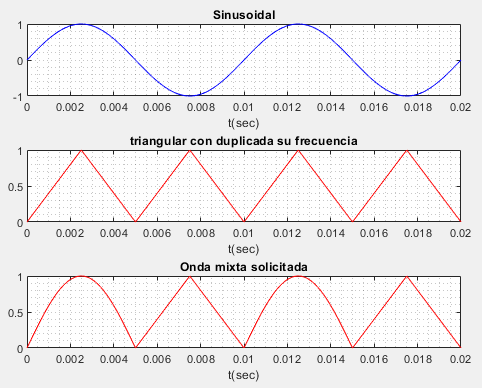 Sinusoidal
1
0
-1
0 0.002 0.004 0.006 0.008 0.01 0.012 0.014 0.016 0.018 0.02
t(sec)
triangular con duplicada su frecuencia
1
0.5
0
0 0.002 0.004 0.006 0.008 0.01 0.012 0.014 0.016 0.018 0.02
t(sec)
Onda mixta solicitada
1
0.5
0
0 0.002 0.004 0.006 0.008 0.01 0.012 0.014 0.016 0.018 0.02
t(sec)